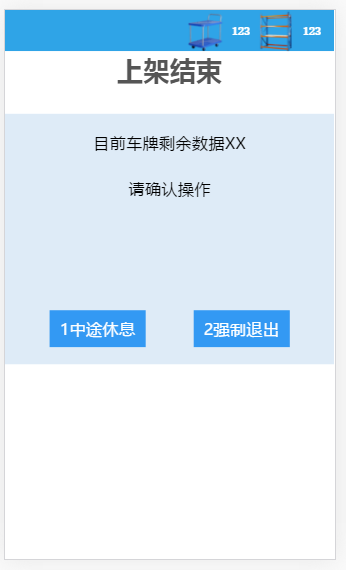 123 123
上架结束
目前车牌剩余数据XX
请确认操作
1中途休息 2强制退出